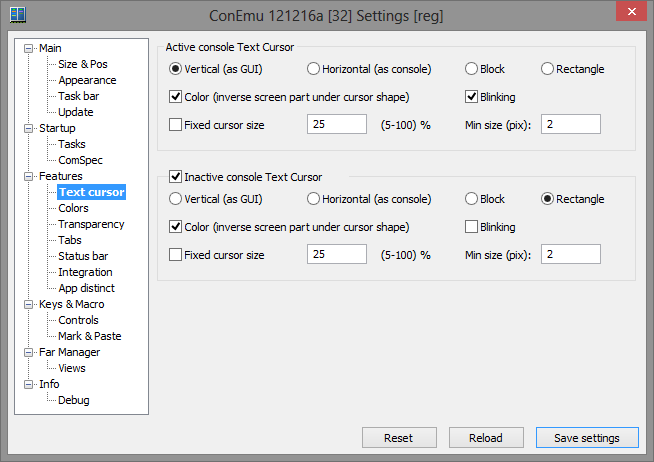 ConEmu 121216a [32] Settings [reg]
Main
Size & Pos
Appearance
Task bar
Update
Startup
Tasks
ComSpec
Features
Text cursor
Colors
Transparency
Tabs
Status bar
Integration
App distinct
Keys & Macro
Controls
Mark & Paste
Far Manager
Views
Info
Debug
Active console Text Cursor
Vertical (as GUI) Horizontal (as console) Block Rectangle
Color (inverse screen part under cursor shape) Blinking
Fixed cursor size 25 (5-100) % Min size (pix): 2
Inactive console Text Cursor
Vertical (as GUI) Horizontal (as console) Block Rectangle
Color (inverse screen part under cursor shape) Blinking
Fixed cursor size 25 (5-100) % Min size (pix): 2
Reset Reload Save settings